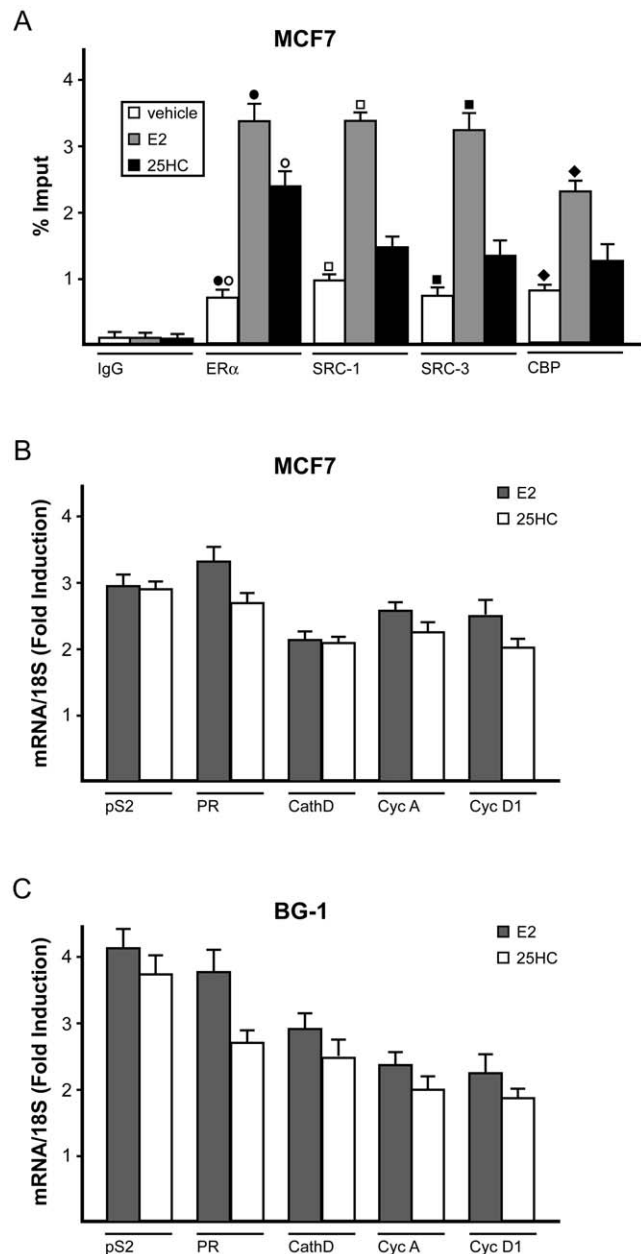 A
MCF7
4
3
2
1
% Imput
vehicle
E2
25HC
IgG ERα SRC-1 SRC-3 CBP
B
MCF7
4
3
2
1
mRNA/18S (Fold Induction)
E2
25HC
pS2 PR CathD Cyc A Cyc D1
C
BG-1
4
3
2
1
mRNA/18S (Fold Induction)
E2
25HC
pS2 PR CathD Cyc A Cyc D1